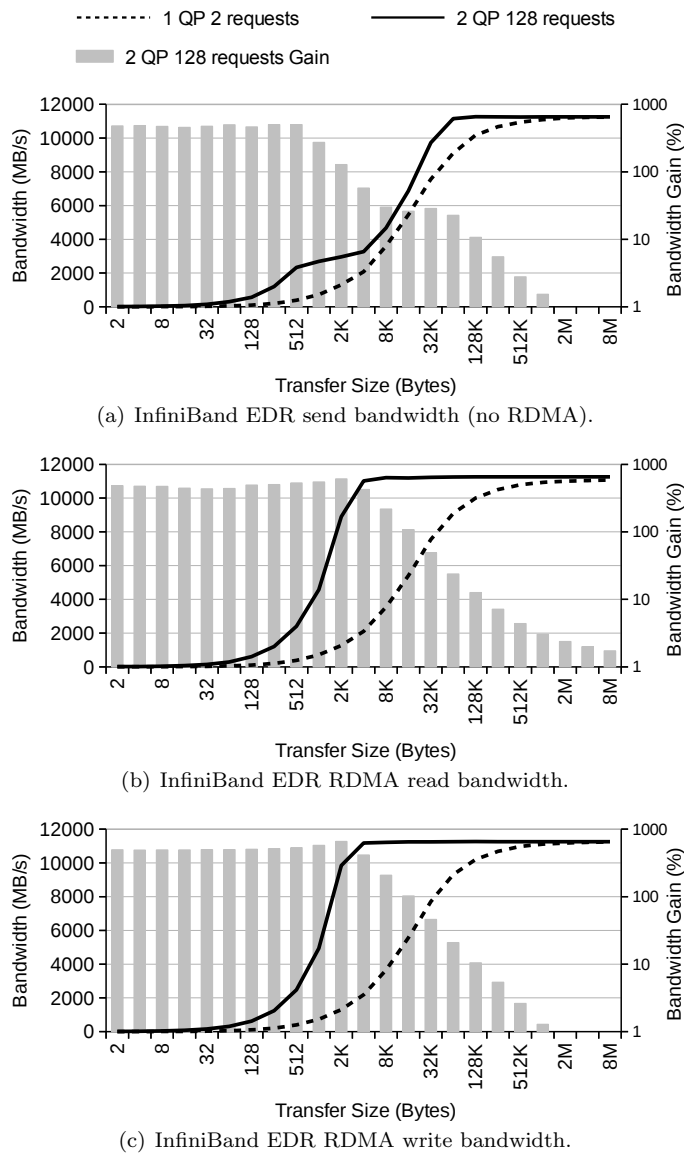 1 QP 2 requests 2 QP 128 requests
2 QP 128 requests Gain
12000
10000
8000
6000
4000
2000
0
Bandwidth (MB/s)
1000
100
10
1
Bandwidth Gain (%)
2 8 32 128 512 2K 8K 32K 128K 512K 2M 8M
Transfer Size (Bytes)
(a) InfiniBand EDR send bandwidth (no RDMA).
12000
10000
8000
6000
4000
2000
0
Bandwidth (MB/s)
1000
100
10
1
Bandwidth Gain (%)
2 8 32 128 512 2K 8K 32K 128K 512K 2M 8M
Transfer Size (Bytes)
(b) InfiniBand EDR RDMA read bandwidth.
12000
10000
8000
6000
4000
2000
0
Bandwidth (MB/s)
1000
100
10
1
Bandwidth Gain (%)
2 8 32 128 512 2K 8K 32K 128K 512K 2M 8M
Transfer Size (Bytes)
(c) InfiniBand EDR RDMA write bandwidth.